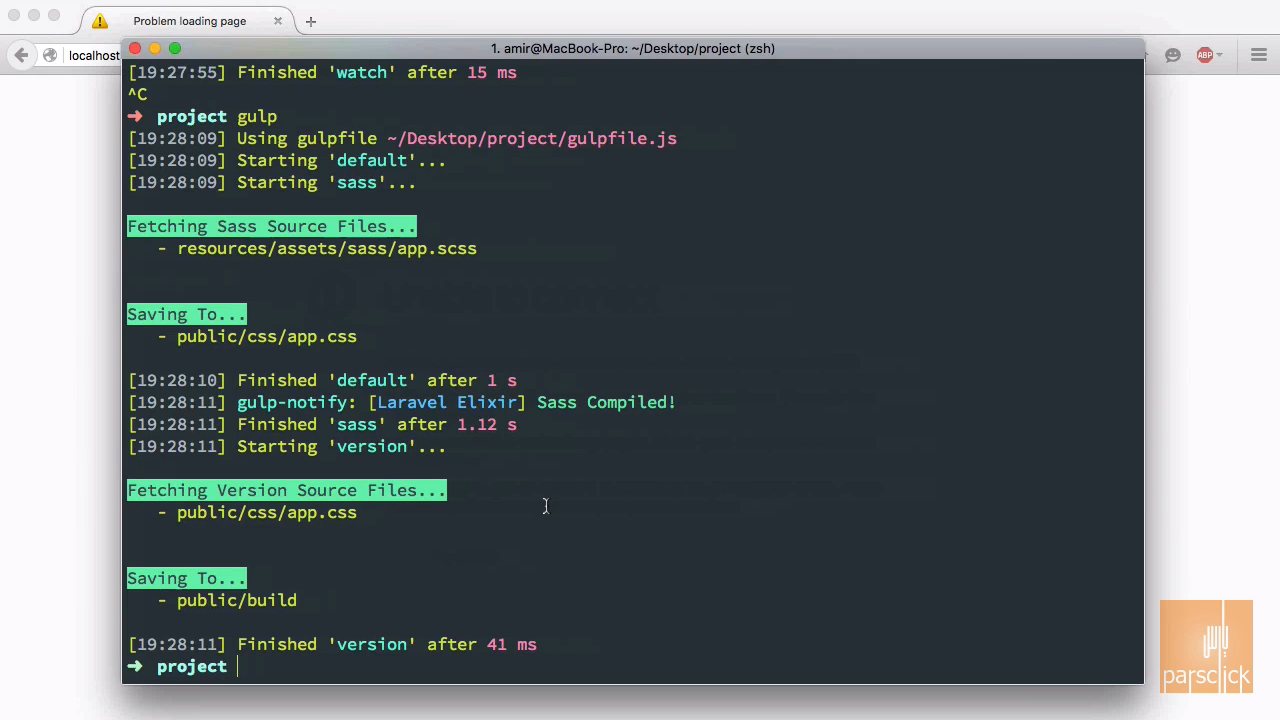 Problem loading page
localhost
1. amir@MacBook-Pro: ~/Desktop/project (zsh)
ABP
[19:27:55] Finished 'watch' after 15 ms
^C
➜ project gulp
[19:28:09] Using gulpfile ~/Desktop/project/gulpfile.js
[19:28:09] Starting 'default'...
[19:28:09] Starting 'sass'...
Fetching Sass Source Files...
- resources/assets/sass/app.scss
Saving To...
- public/css/app.css
[19:28:10] Finished 'default' after 1 s
[19:28:11] gulp-notify: [Laravel Elixir] Sass Compiled!
[19:28:11] Finished 'sass' after 1.12 s
[19:28:11] Starting 'version'...
Fetching Version Source Files...
- public/css/app.css
Saving To...
- public/build
[19:28:11] Finished 'version' after 41 ms
➜ project
parsclick